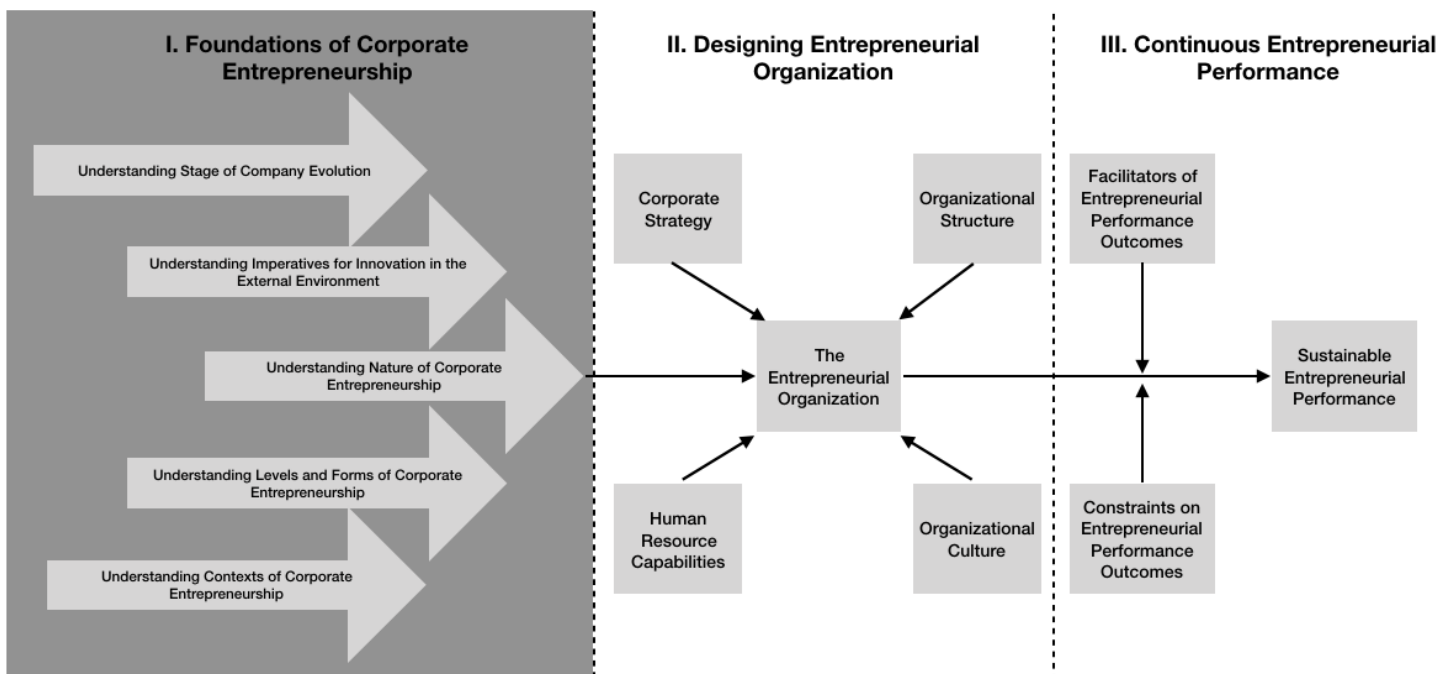 I. Foundations of Corporate
Entrepreneurship
Understanding Stage of Company Evolution
Understanding Imperatives for Innovation in the
External Environment
Understanding Nature of Corporate
Entrepreneurship
Understanding Levels and Forms of Corporate
Entrepreneurship
Understanding Contexts of Corporate
Entrepreneurship
II. Designing Entrepreneurial
Organization
Corporate
Strategy
Organizational
Structure
The
Entrepreneurial
Organization
Human
Resource
Capabilities
Organizational
Culture
III. Continuous Entrepreneurial
Performance
Facilitators of
Entrepreneurial
Performance
Outcomes
Sustainable
Entrepreneurial
Performance
Constraints on
Entrepreneurial
Performance
Outcomes